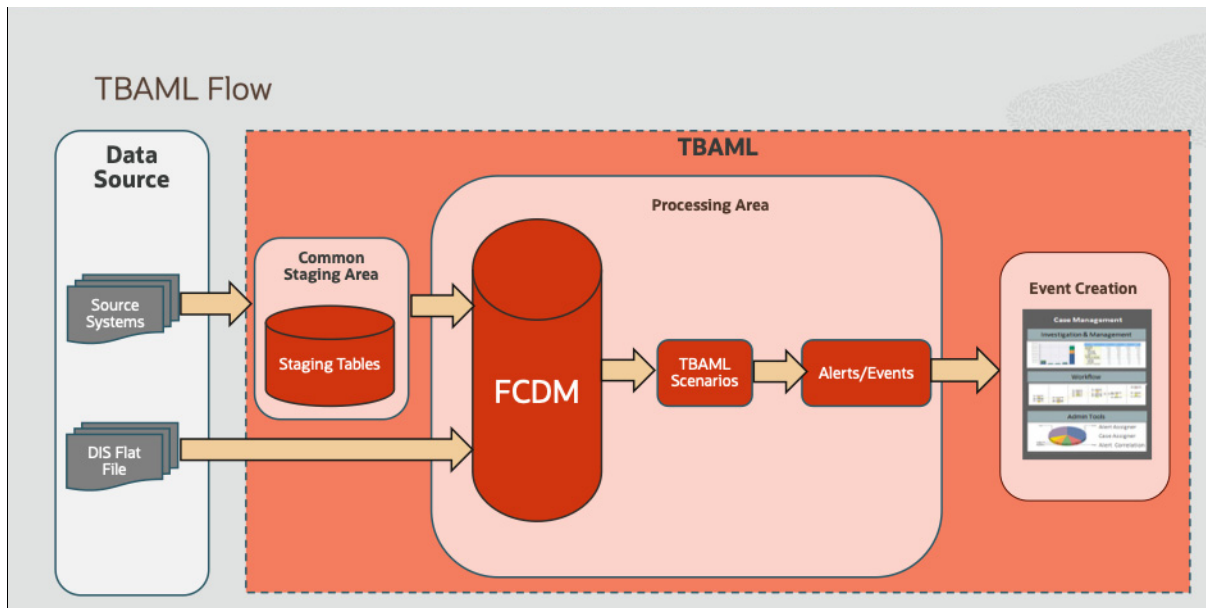 TBAML Flow
Data
Source
Source
Systems
DIS Flat
File
TBAML
Common
Staging Area
Staging Tables
Processing Area
FCDM
TBAML
Scenarios
Alerts/Events
Event Creation
Case Management
Investigation & Management
Workflow
Admin Tools
Alert Assigner
Case Assigner
Alert Correlation